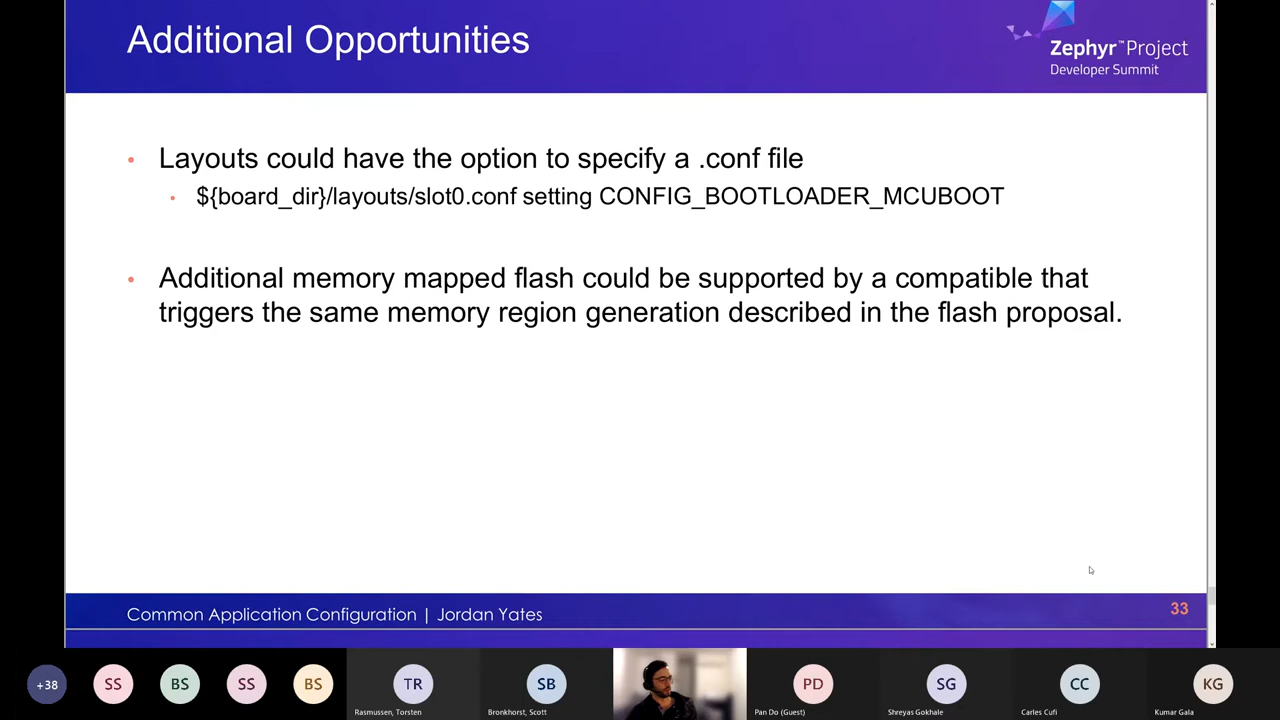 Additional Opportunities
Zephyr™Project
Developer Summit
• Layouts could have the option to specify a .conf file
• ${board_dir}/layouts/slot0.conf setting CONFIG_BOOTLOADER_MCUBOOT
• Additional memory mapped flash could be supported by a compatible that
triggers the same memory region generation described in the flash proposal.
Common Application Configuration | Jordan Yates
33
+38
SS
BS
SS
BS
TR
SB
PD
SG
CC
KG
Rasmussen, Torsten
Bronkhorst, Scott
Pan Do (Guest)
Shreyas Gokhale
Carles Cufi
Kumar Gala